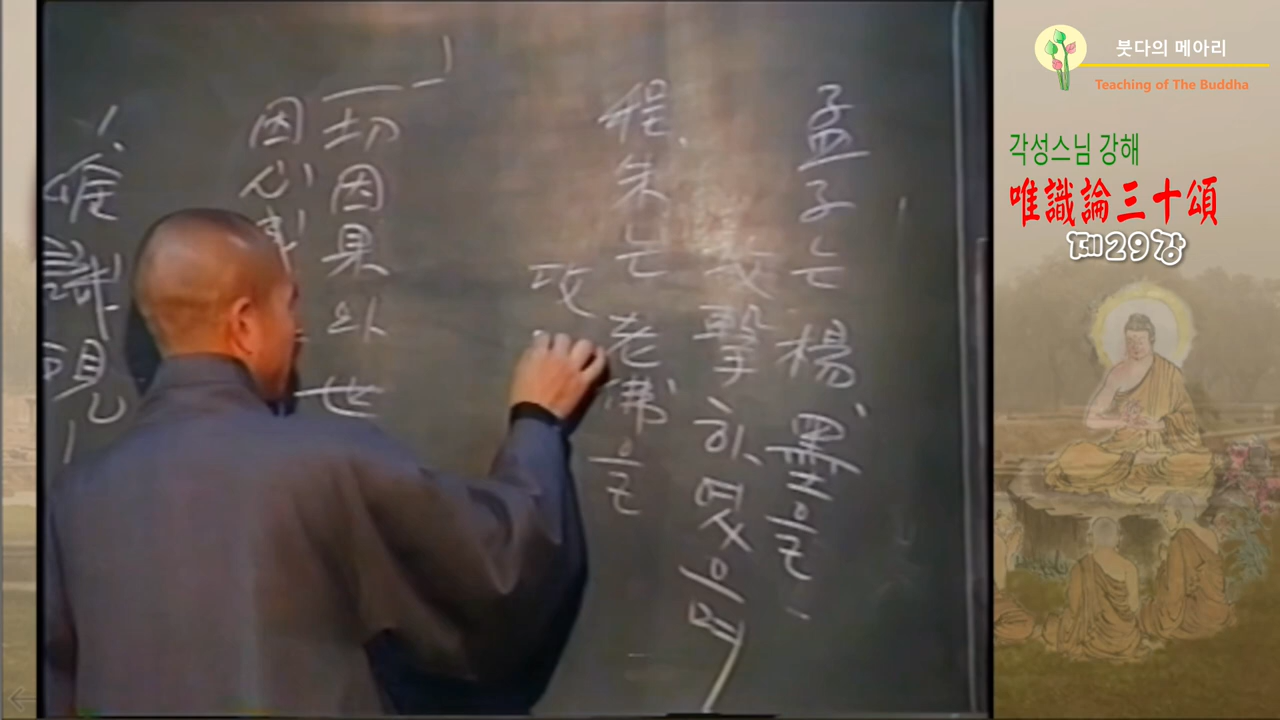 孟子는 楊、墨을、
攻擊하였으며
程、朱는 老佛을
攻
一切因果와 世
因心
唯識現
붓다의 메아리
Teaching of The Buddha
각성스님 강해
唯識論三十頌
제29강